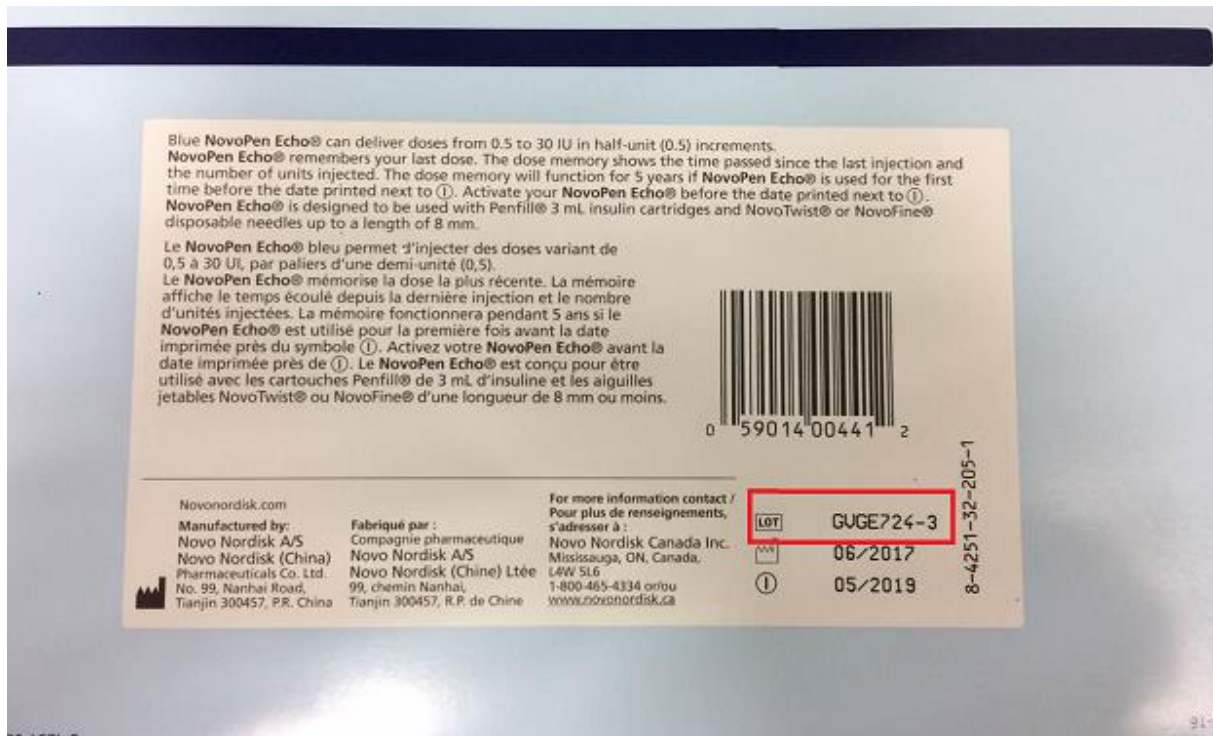 Blue NovoPen Echo® can deliver doses from 0.5 to 30 IU in half-unit (0.5) increments.
NovoPen Echo® remembers your last dose. The dose memory shows the time passed since the last injection and
the number of units injected. The dose memory will function for 5 years if NovoPen Echo® is used for the first
time before the date printed next to Ⓘ. Activate your NovoPen Echo® before the date printed next to Ⓘ.
NovoPen Echo® is designed to be used with Penfill® 3 mL insulin cartridges and NovoTwist® or NovoFine®
disposable needles up to a length of 8 mm.
Le NovoPen Echo® bleu permet d'injecter des doses variant de
0,5 à 30 UI, par paliers d'une demi-unité (0,5).
Le NovoPen Echo® mémorise la dose la plus récente. La mémoire
affiche le temps écoulé depuis la dernière injection et le nombre
d'unités injectées. La mémoire fonctionnera pendant 5 ans si le
NovoPen Echo® est utilisé pour la première fois avant la date
imprimée près du symbole Ⓘ. Activez votre NovoPen Echo® avant la
date imprimée près de Ⓘ. Le NovoPen Echo® est conçu pour être
utilisé avec les cartouches Penfill® de 3 mL d'insuline et les aiguilles
jetables NovoTwist® ou NovoFine® d'une longueur de 8 mm ou moins.
0 59014 00441 2
8-4251-32-205-1
Novonordisk.com
Manufactured by:
Novo Nordisk A/S
Novo Nordisk (China)
Pharmaceuticals Co. Ltd.
No. 99, Nanhai Road,
Tianjin 300457, P.R. China
Fabriqué par :
Compagnie pharmaceutique
Novo Nordisk A/S
Novo Nordisk (Chine) Ltée
99, chemin Nanhai,
Tianjin 300457, R.P. de Chine
For more information contact /
Pour plus de renseignements,
s'adresser à :
Novo Nordisk Canada Inc.
Mississauga, ON, Canada,
L4W 5L6
1-800-465-4334 or/ou
www.novonordisk.ca
LOT GVGE724-3
06/2017
05/2019